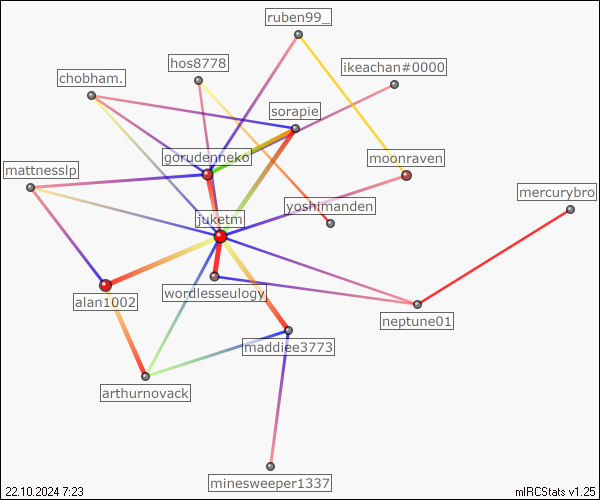 ruben99_
hos8778
ikeachan#0000
chobham.
sorapie
gorudenneko
moonraven
mattnesslp
mercurybro
yoshimanden
juketm
wordlesseulogy
alan1002
neptune01
maddiee3773
arthurnovack
minesweeper1337
22.10.2024 7:23
mIRCStats v1.25